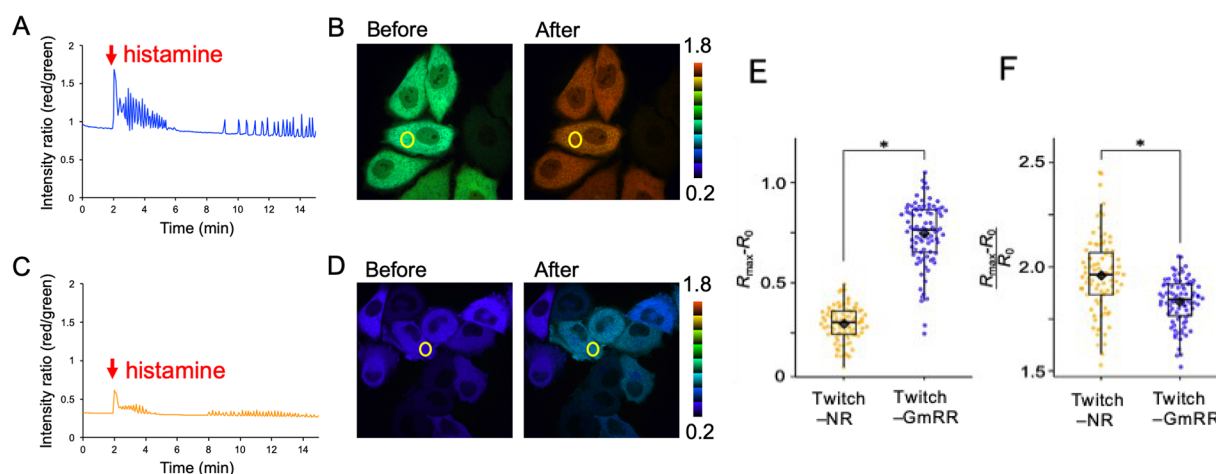 A
Intensity ratio (red/green)
2
1.5
1
0.5
0
histamine
0 2 4 6 8 10 12 14
Time (min)
B
Before
After
1.8
0.2
C
Intensity ratio (red/green)
2
1.5
1
0.5
0
histamine
0 2 4 6 8 10 12 14
Time (min)
D
Before
After
1.8
0.2
E
Rmax-R0
1.0
0.5
0
*
Twitch
–NR
Twitch
–GmRR
F
Rmax-R0
R0
2.5
2.0
1.5
*
Twitch
–NR
Twitch
–GmRR